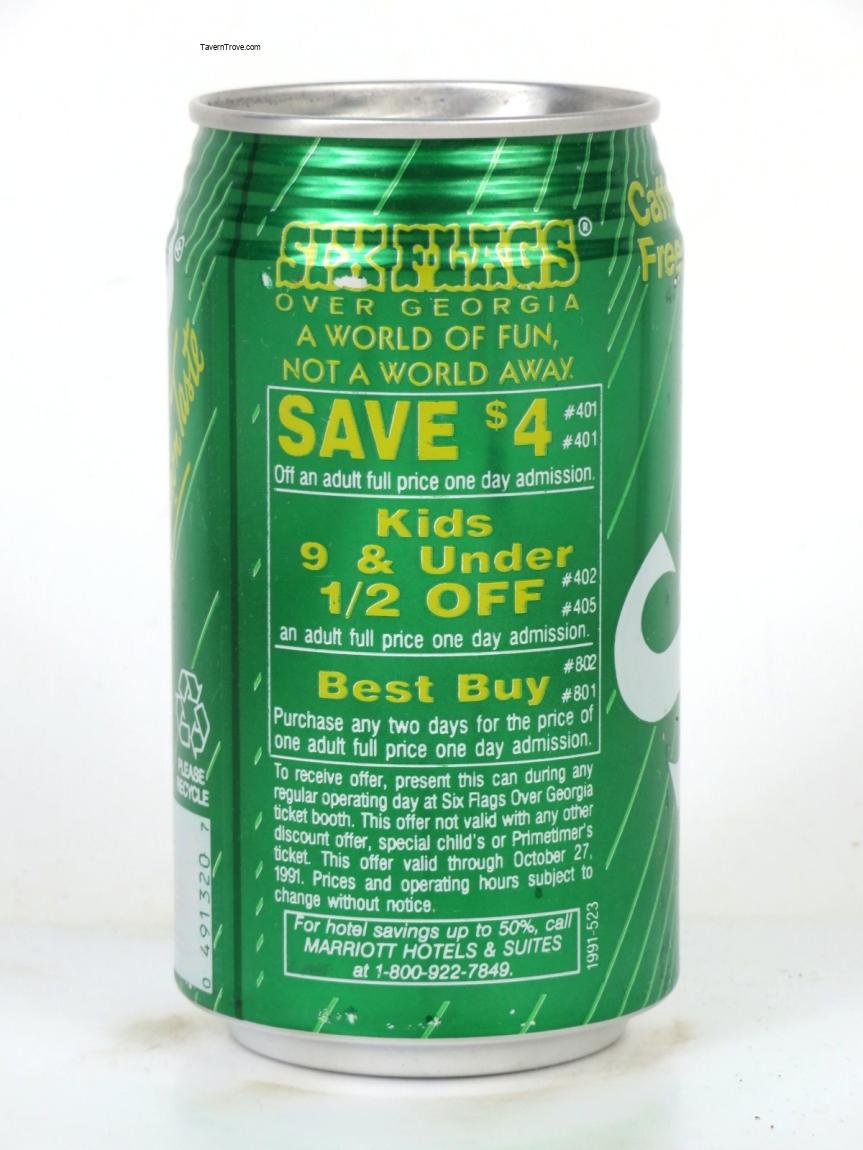 TavernTrove.com
SIX FLAGS®
OVER GEORGIA
A WORLD OF FUN,
NOT A WORLD AWAY.
SAVE $4 #401
#401
Off an adult full price one day admission.
Kids
9 & Under
1/2 OFF #402
#405
an adult full price one day admission.
Best Buy #802
#801
Purchase any two days for the price of
one adult full price one day admission.
To receive offer, present this can during any
regular operating day at Six Flags Over Georgia
ticket booth. This offer not valid with any other
discount offer, special child's or Primetimer's
ticket. This offer valid through October 27,
1991. Prices and operating hours subject to
change without notice.
For hotel savings up to 50%, call
MARRIOTT HOTELS & SUITES
at 1-800-922-7849.
1991-523
Free
®
Taste
PLEASE
RECYCLE
0 491320 7